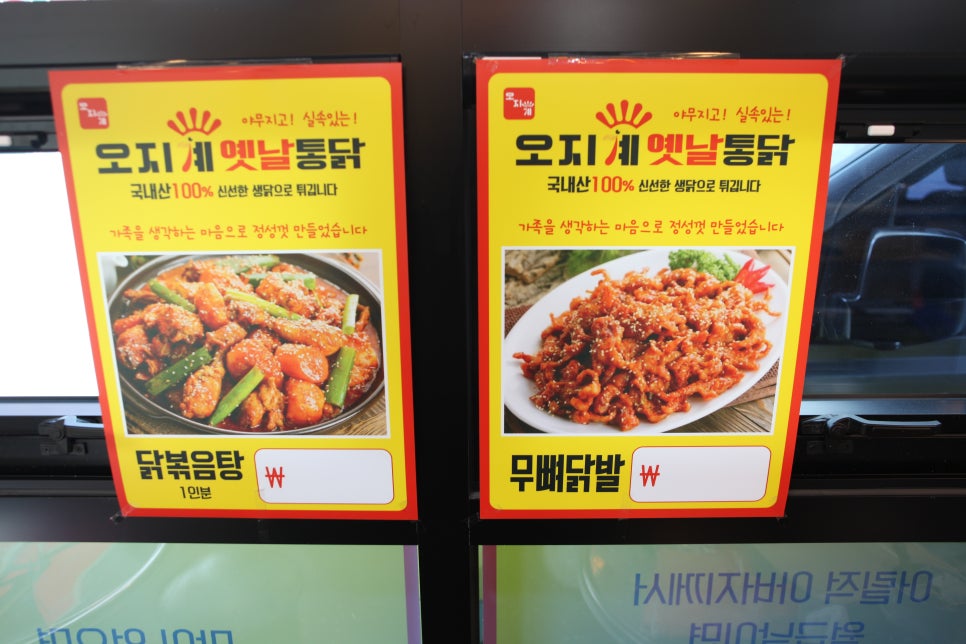 오지
계
야무지고! 실속있는!
오지계 옛날통닭
국내산100% 신선한 생닭으로 튀깁니다
가족을 생각하는 마음으로 정성껏 만들었습니다
닭볶음탕
1인분
₩
오지
계
야무지고! 실속있는!
오지계 옛날통닭
국내산100% 신선한 생닭으로 튀깁니다
가족을 생각하는 마음으로 정성껏 만들었습니다
무뼈닭발
₩
아버지께서